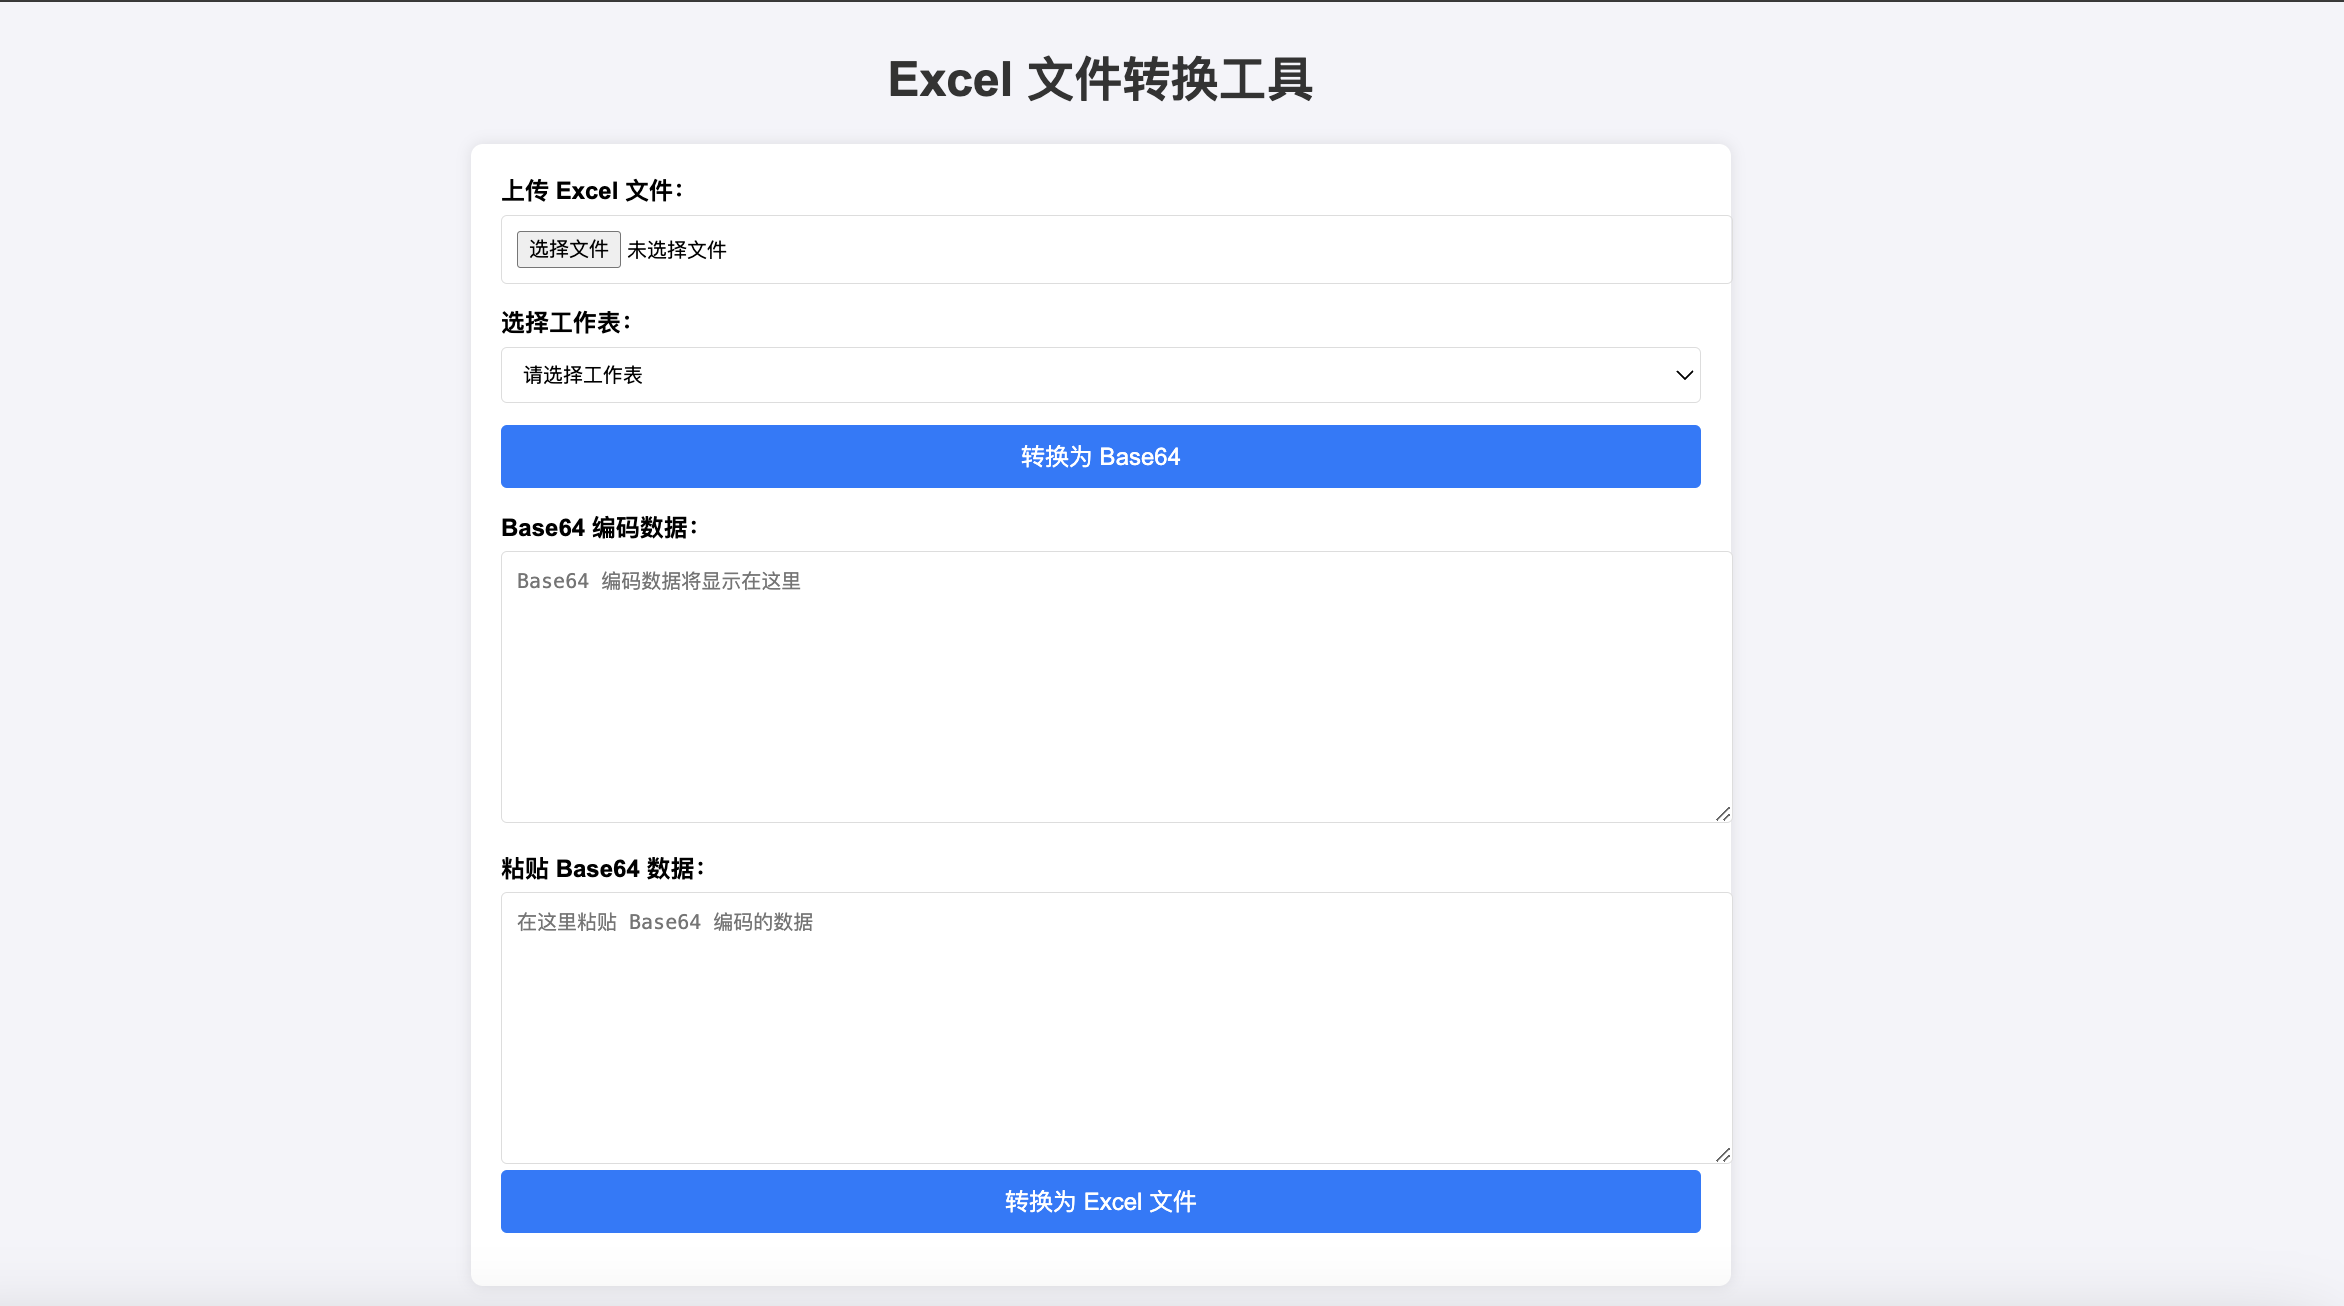 Excel 文件转换工具
上传 Excel 文件：
选择文件 未选择文件
选择工作表：
请选择工作表
转换为 Base64
Base64 编码数据：
Base64 编码数据将显示在这里
粘贴 Base64 数据：
在这里粘贴 Base64 编码的数据
转换为 Excel 文件